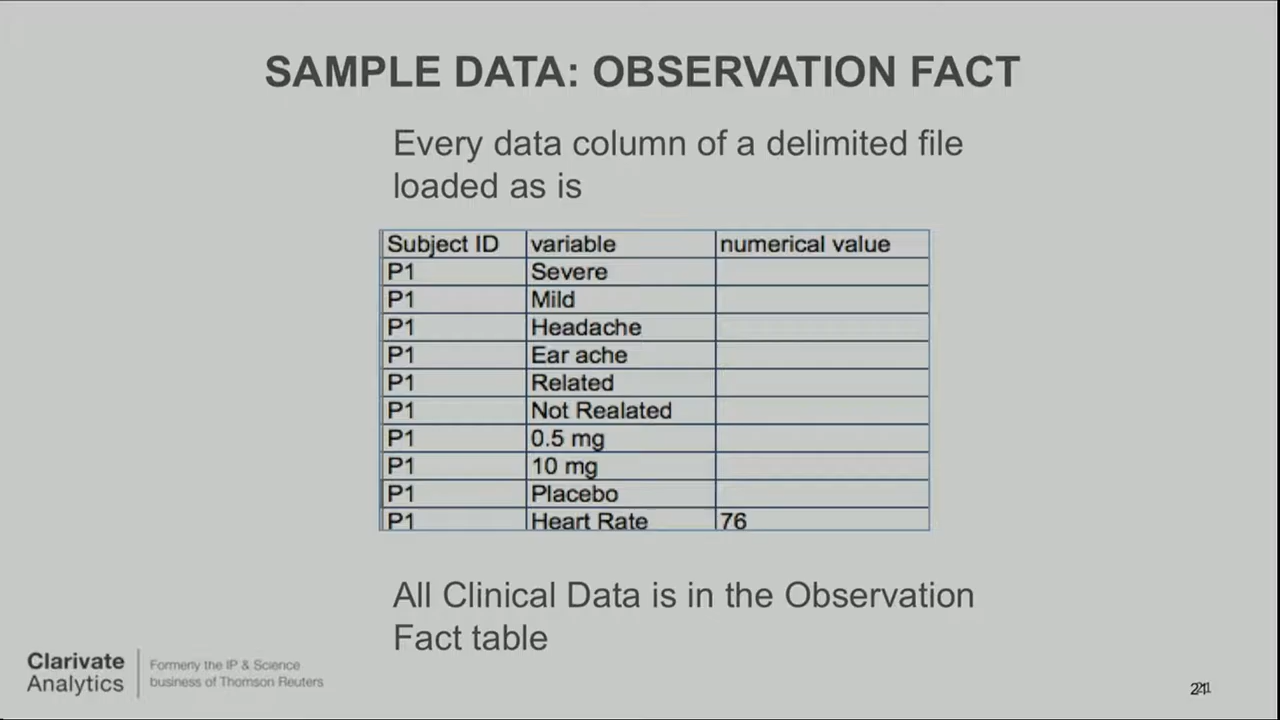 SAMPLE DATA: OBSERVATION FACT
Every data column of a delimited file
loaded as is
Subject ID variable numerical value
P1 Severe
P1 Mild
P1 Headache
P1 Ear ache
P1 Related
P1 Not Realated
P1 0.5 mg
P1 10 mg
P1 Placebo
P1 Heart Rate 76
All Clinical Data is in the Observation
Fact table
Clarivate
Analytics
Formerly the IP & Science
business of Thomson Reuters